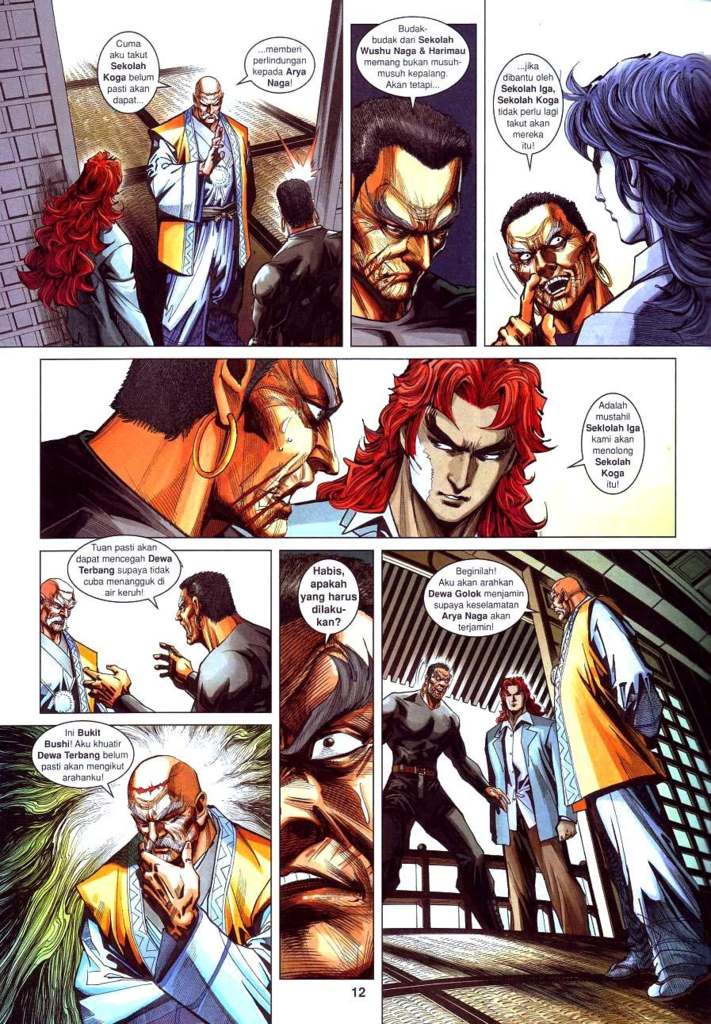 Cuma
aku takut
Sekolah
Koga belum
pasti akan
dapat...
...memberi
perlindungan
kepada Arya
Naga!
Budak-
budak dari Sekolah
Wushu Naga & Harimau
memang bukan musuh-
musuh kepalang.
Akan tetapi...
...jika
dibantu oleh
Sekolah Iga,
Sekolah Koga
tidak perlu lagi
takut akan
mereka
itu!
Adalah
mustahil
Seklolah Iga
kami akan
menolong
Sekolah
Koga
itu!
Tuan pasti akan
dapat mencegah Dewa
Terbang supaya tidak
cuba menangguk di
air keruh!
Ini Bukit
Bushi! Aku khuatir
Dewa Terbang belum
pasti akan mengikut
arahanku!
Habis,
apakah
yang harus
dilaku-
kan?
Beginilah!
Aku akan arahkan
Dewa Golok menjamin
supaya keselamatan
Arya Naga akan
terjamin!
12